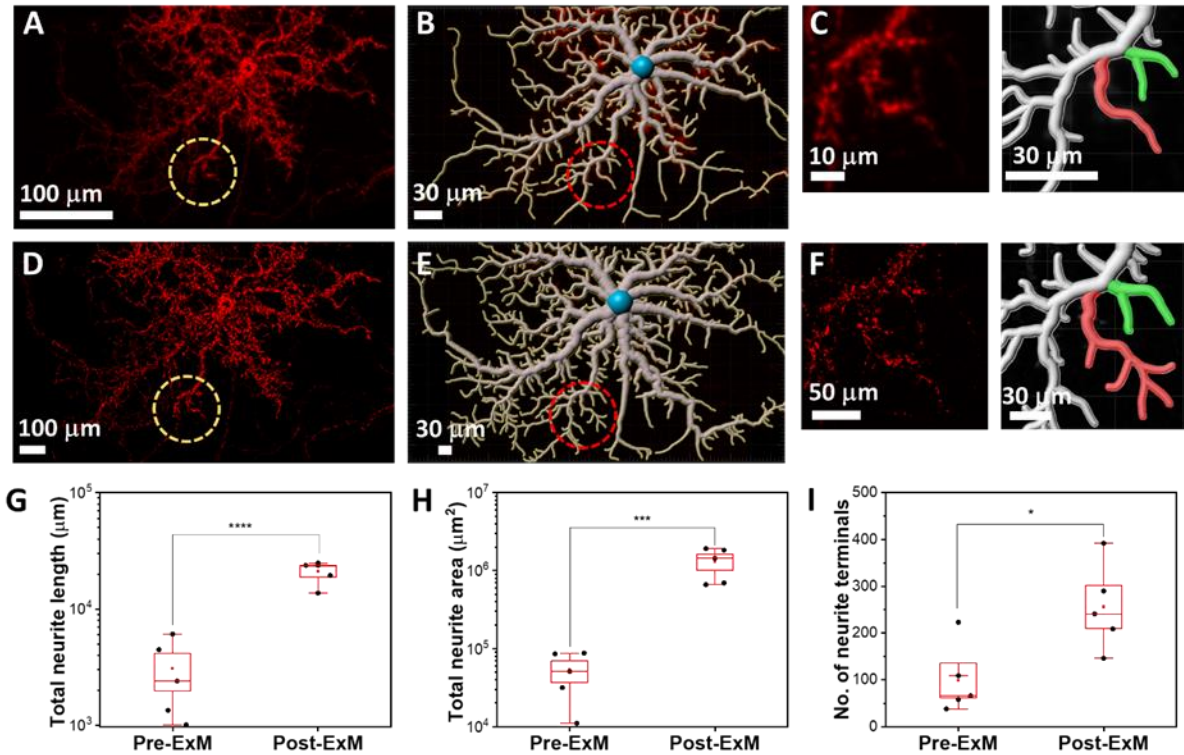 A
100 μm
B
30 μm
C
10 μm
30 μm
D
100 μm
E
30 μm
F
50 μm
30 μm
G
Total neurite length (μm)
10⁵
10⁴
10³
****
Pre-ExM
Post-ExM
H
Total neurite area (μm²)
10⁷
10⁶
10⁵
10⁴
***
Pre-ExM
Post-ExM
I
No. of neurite terminals
500
400
300
200
100
0
*
Pre-ExM
Post-ExM